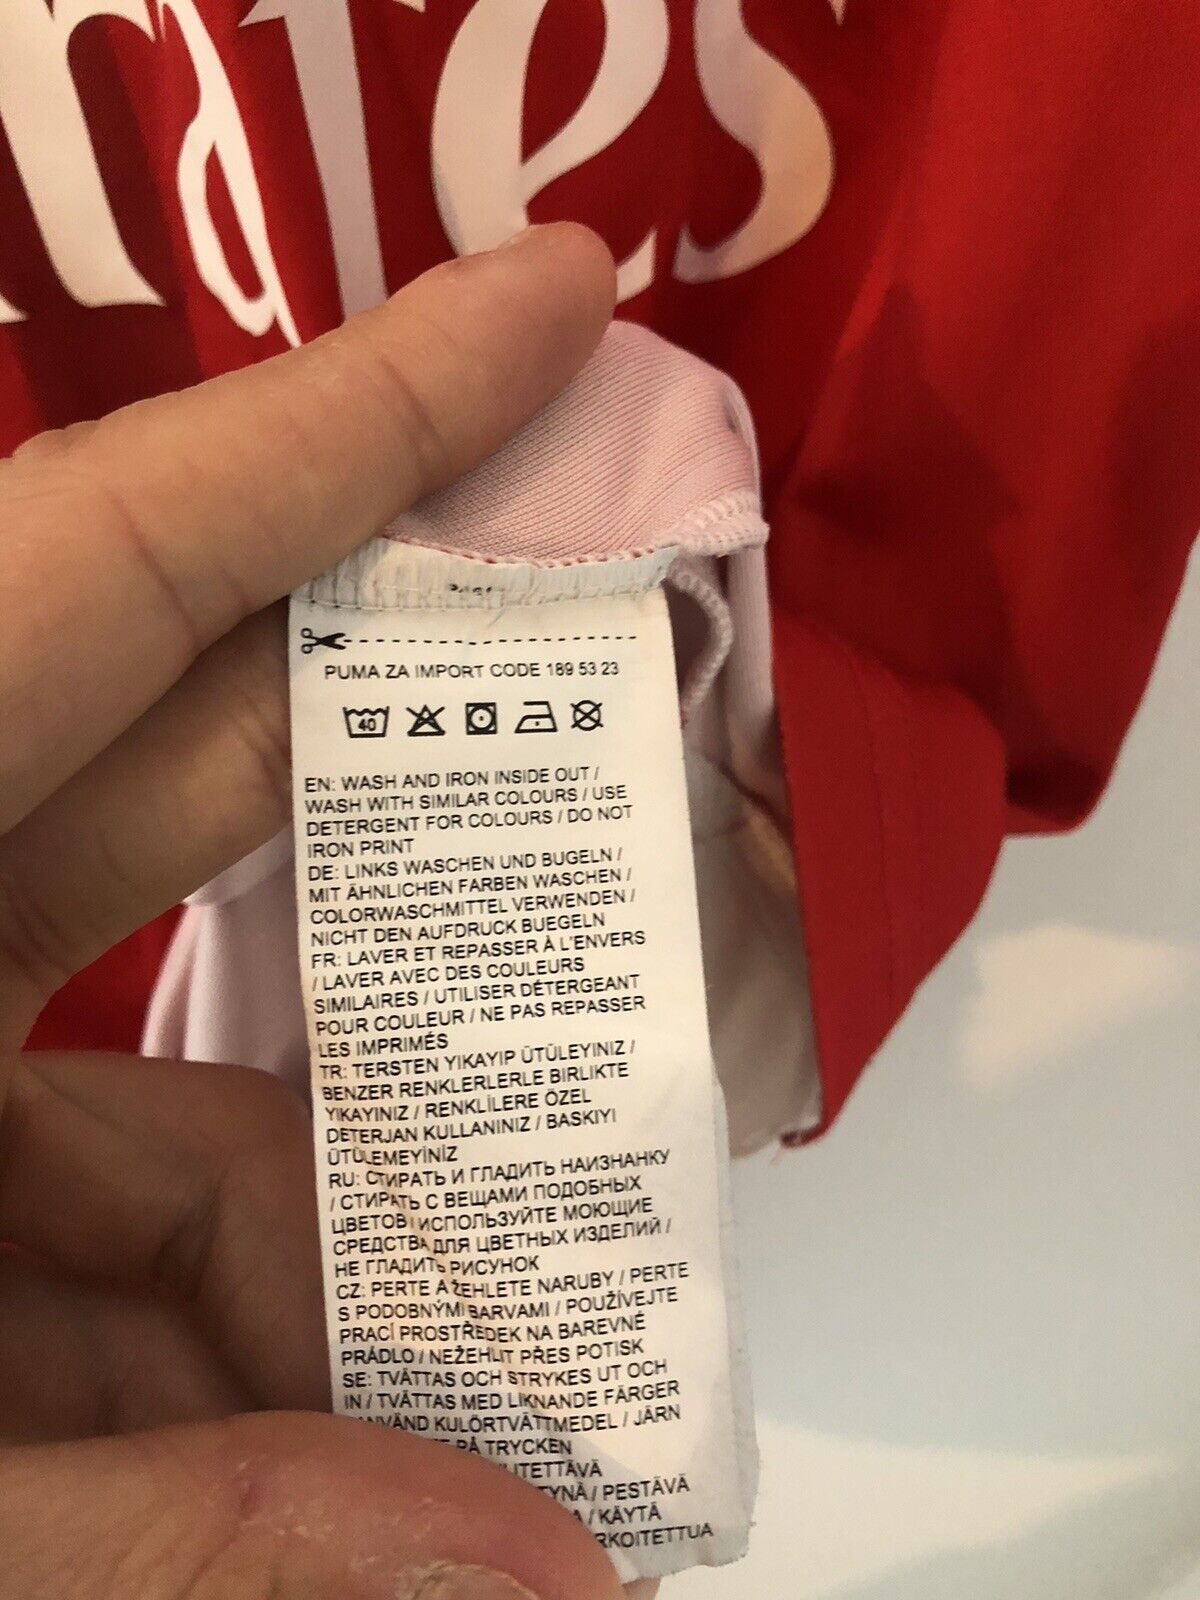 PUMA ZA IMPORT CODE 189 53 23
40
EN: WASH AND IRON INSIDE OUT /
WASH WITH SIMILAR COLOURS / USE
DETERGENT FOR COLOURS / DO NOT
IRON PRINT
DE: LINKS WASCHEN UND BUGELN /
MIT ÄHNLICHEN FARBEN WASCHEN /
COLORWASCHMITTEL VERWENDEN /
NICHT DEN AUFDRUCK BUEGELN
FR: LAVER ET REPASSER À L'ENVERS
/ LAVER AVEC DES COULEURS
SIMILAIRES / UTILISER DÉTERGEANT
POUR COULEUR / NE PAS REPASSER
LES IMPRIMÉS
TR: TERSTEN YIKAYIP ÜTÜLEYINIZ /
BENZER RENKLERLERLE BIRLIKTE
YIKAYINIZ / RENKLİLERE ÖZEL
DETERJAN KULLANINIZ / BASKIYI
ÜTÜLEMEYİNİZ
RU: СТИРАТЬ И ГЛАДИТЬ НАИЗНАНКУ
/ СТИРАТЬ С ВЕЩАМИ ПОДОБНЫХ
ЦВЕТОВ ИСПОЛЬЗУЙТЕ МОЮЩИЕ
СРЕДСТВА ДЛЯ ЦВЕТНЫХ ИЗДЕЛИЙ /
НЕ ГЛАДИТЬ РИСУНОК
CZ: PERTE A ŽEHLETE NARUBY / PERTE
S PODOBNÝMI BARVAMI / POUŽÍVEJTE
PRACÍ PROSTŘEDEK NA BAREVNÉ
PRÁDLO / NEŽEHLIT PŘES POTISK
SE: TVÄTTAS OCH STRYKES UT OCH
IN / TVÄTTAS MED LIKNANDE FÄRGER
KULÖRTVÄTTMEDEL / JÄRN
PÅ TRYCKEN
/ PESTÄVÄ
/ KÄYTÄ